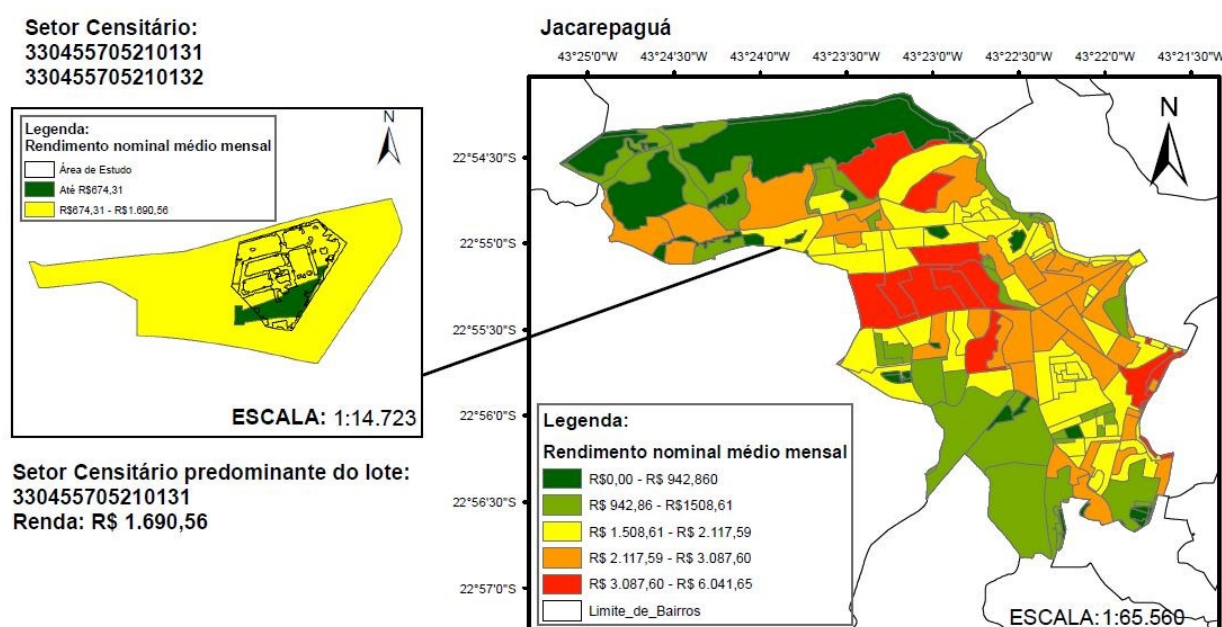 Setor Censitário:
330455705210131
330455705210132
Legenda:
Rendimento nominal médio mensal
Área de Estudo
Até R$674,31
R$674,31 - R$1.690,56
N
ESCALA: 1:14.723
Setor Censitário predominante do lote:
330455705210131
Renda: R$ 1.690,56
Jacarepaguá
43°25'0"W 43°24'30"W 43°24'0"W 43°23'30"W 43°23'0"W 43°22'30"W 43°22'0"W 43°21'30"W
N
22°54'30"S
22°55'0"S
22°55'30"S
22°56'0"S
22°56'30"S
22°57'0"S
Legenda:
Rendimento nominal médio mensal
R$0,00 - R$ 942,860
R$ 942,86 - R$1508,61
R$ 1.508,61 - R$ 2.117,59
R$ 2.117,59 - R$ 3.087,60
R$ 3.087,60 - R$ 6.041,65
Limite_de_Bairros
ESCALA:1:65.560